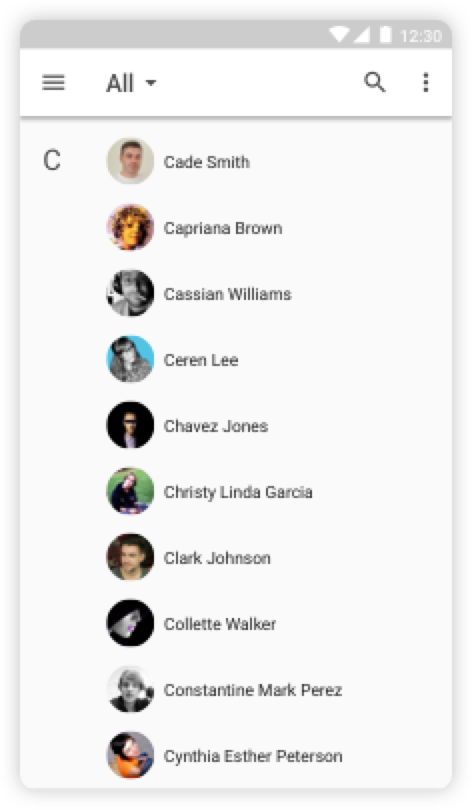 12:30
All
C
Cade Smith
Capriana Brown
Cassian Williams
Ceren Lee
Chavez Jones
Christy Linda Garcia
Clark Johnson
Collette Walker
Constantine Mark Perez
Cynthia Esther Peterson